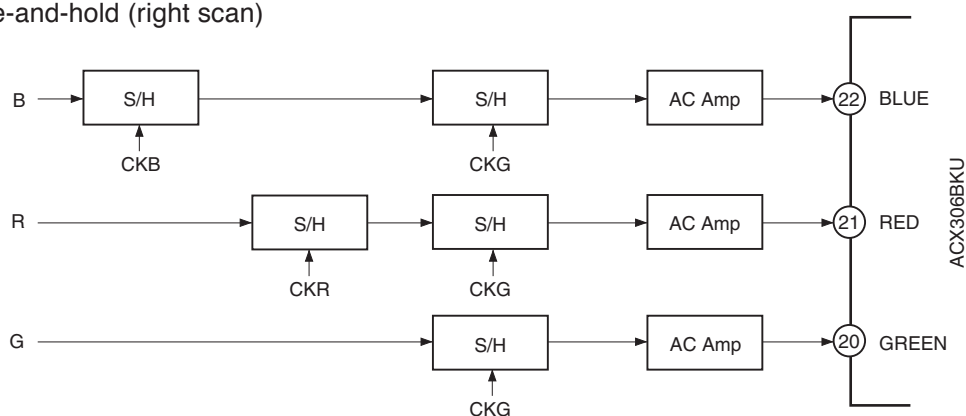 e-and-hold (right scan)
B S/H S/H AC Amp 22 BLUE
CKB CKG
R S/H S/H AC Amp 21 RED
CKR CKG
G S/H AC Amp 20 GREEN
CKG
ACX306BKU